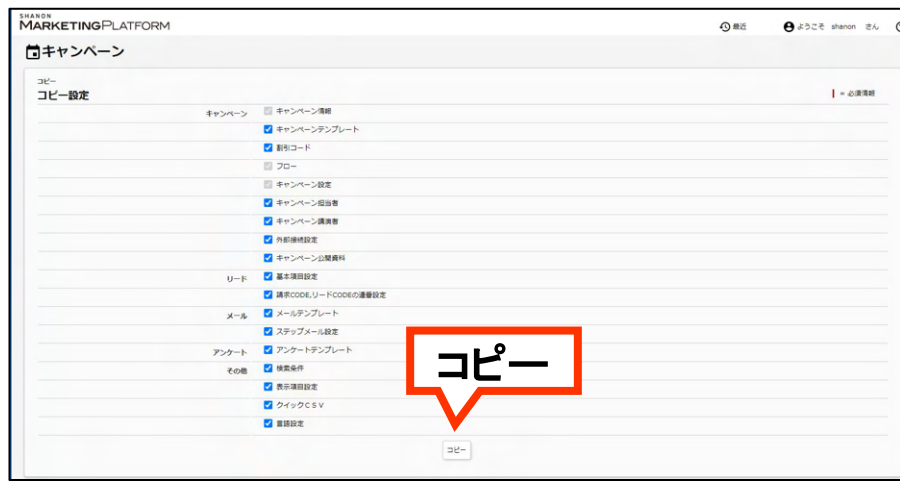 SHANON
MARKETINGPLATFORM
最近 ようこそ shanon さん
キャンペーン
コピー
コピー設定
= 必須情報
キャンペーン キャンペーン情報
キャンペーンテンプレート
割引コード
フロー
キャンペーン設定
キャンペーン担当者
キャンペーン講演者
外部接続設定
キャンペーン公開資料
リード 基本項目設定
請求CODE,リードCODEの連番設定
メール メールテンプレート
ステップメール設定
アンケート アンケートテンプレート
その他 検索条件
表示項目設定
クイックCSV
言語設定
コピー
コピー